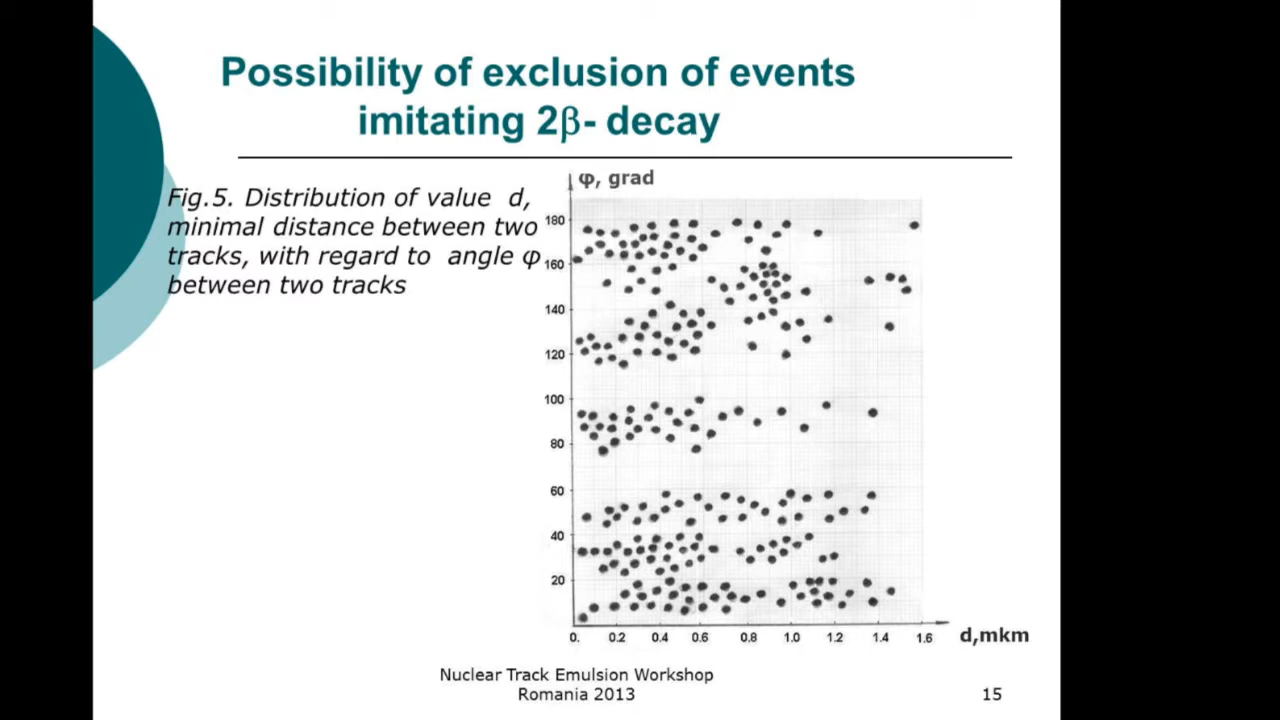 Possibility of exclusion of events
imitating 2β- decay
Fig.5. Distribution of value d,
minimal distance between two
tracks, with regard to angle φ
between two tracks
φ, grad
180
160
140
120
100
80
60
40
20
0. 0.2 0.4 0.6 0.8 1.0 1.2 1.4 1.6
d,mkm
Nuclear Track Emulsion Workshop
Romania 2013
15